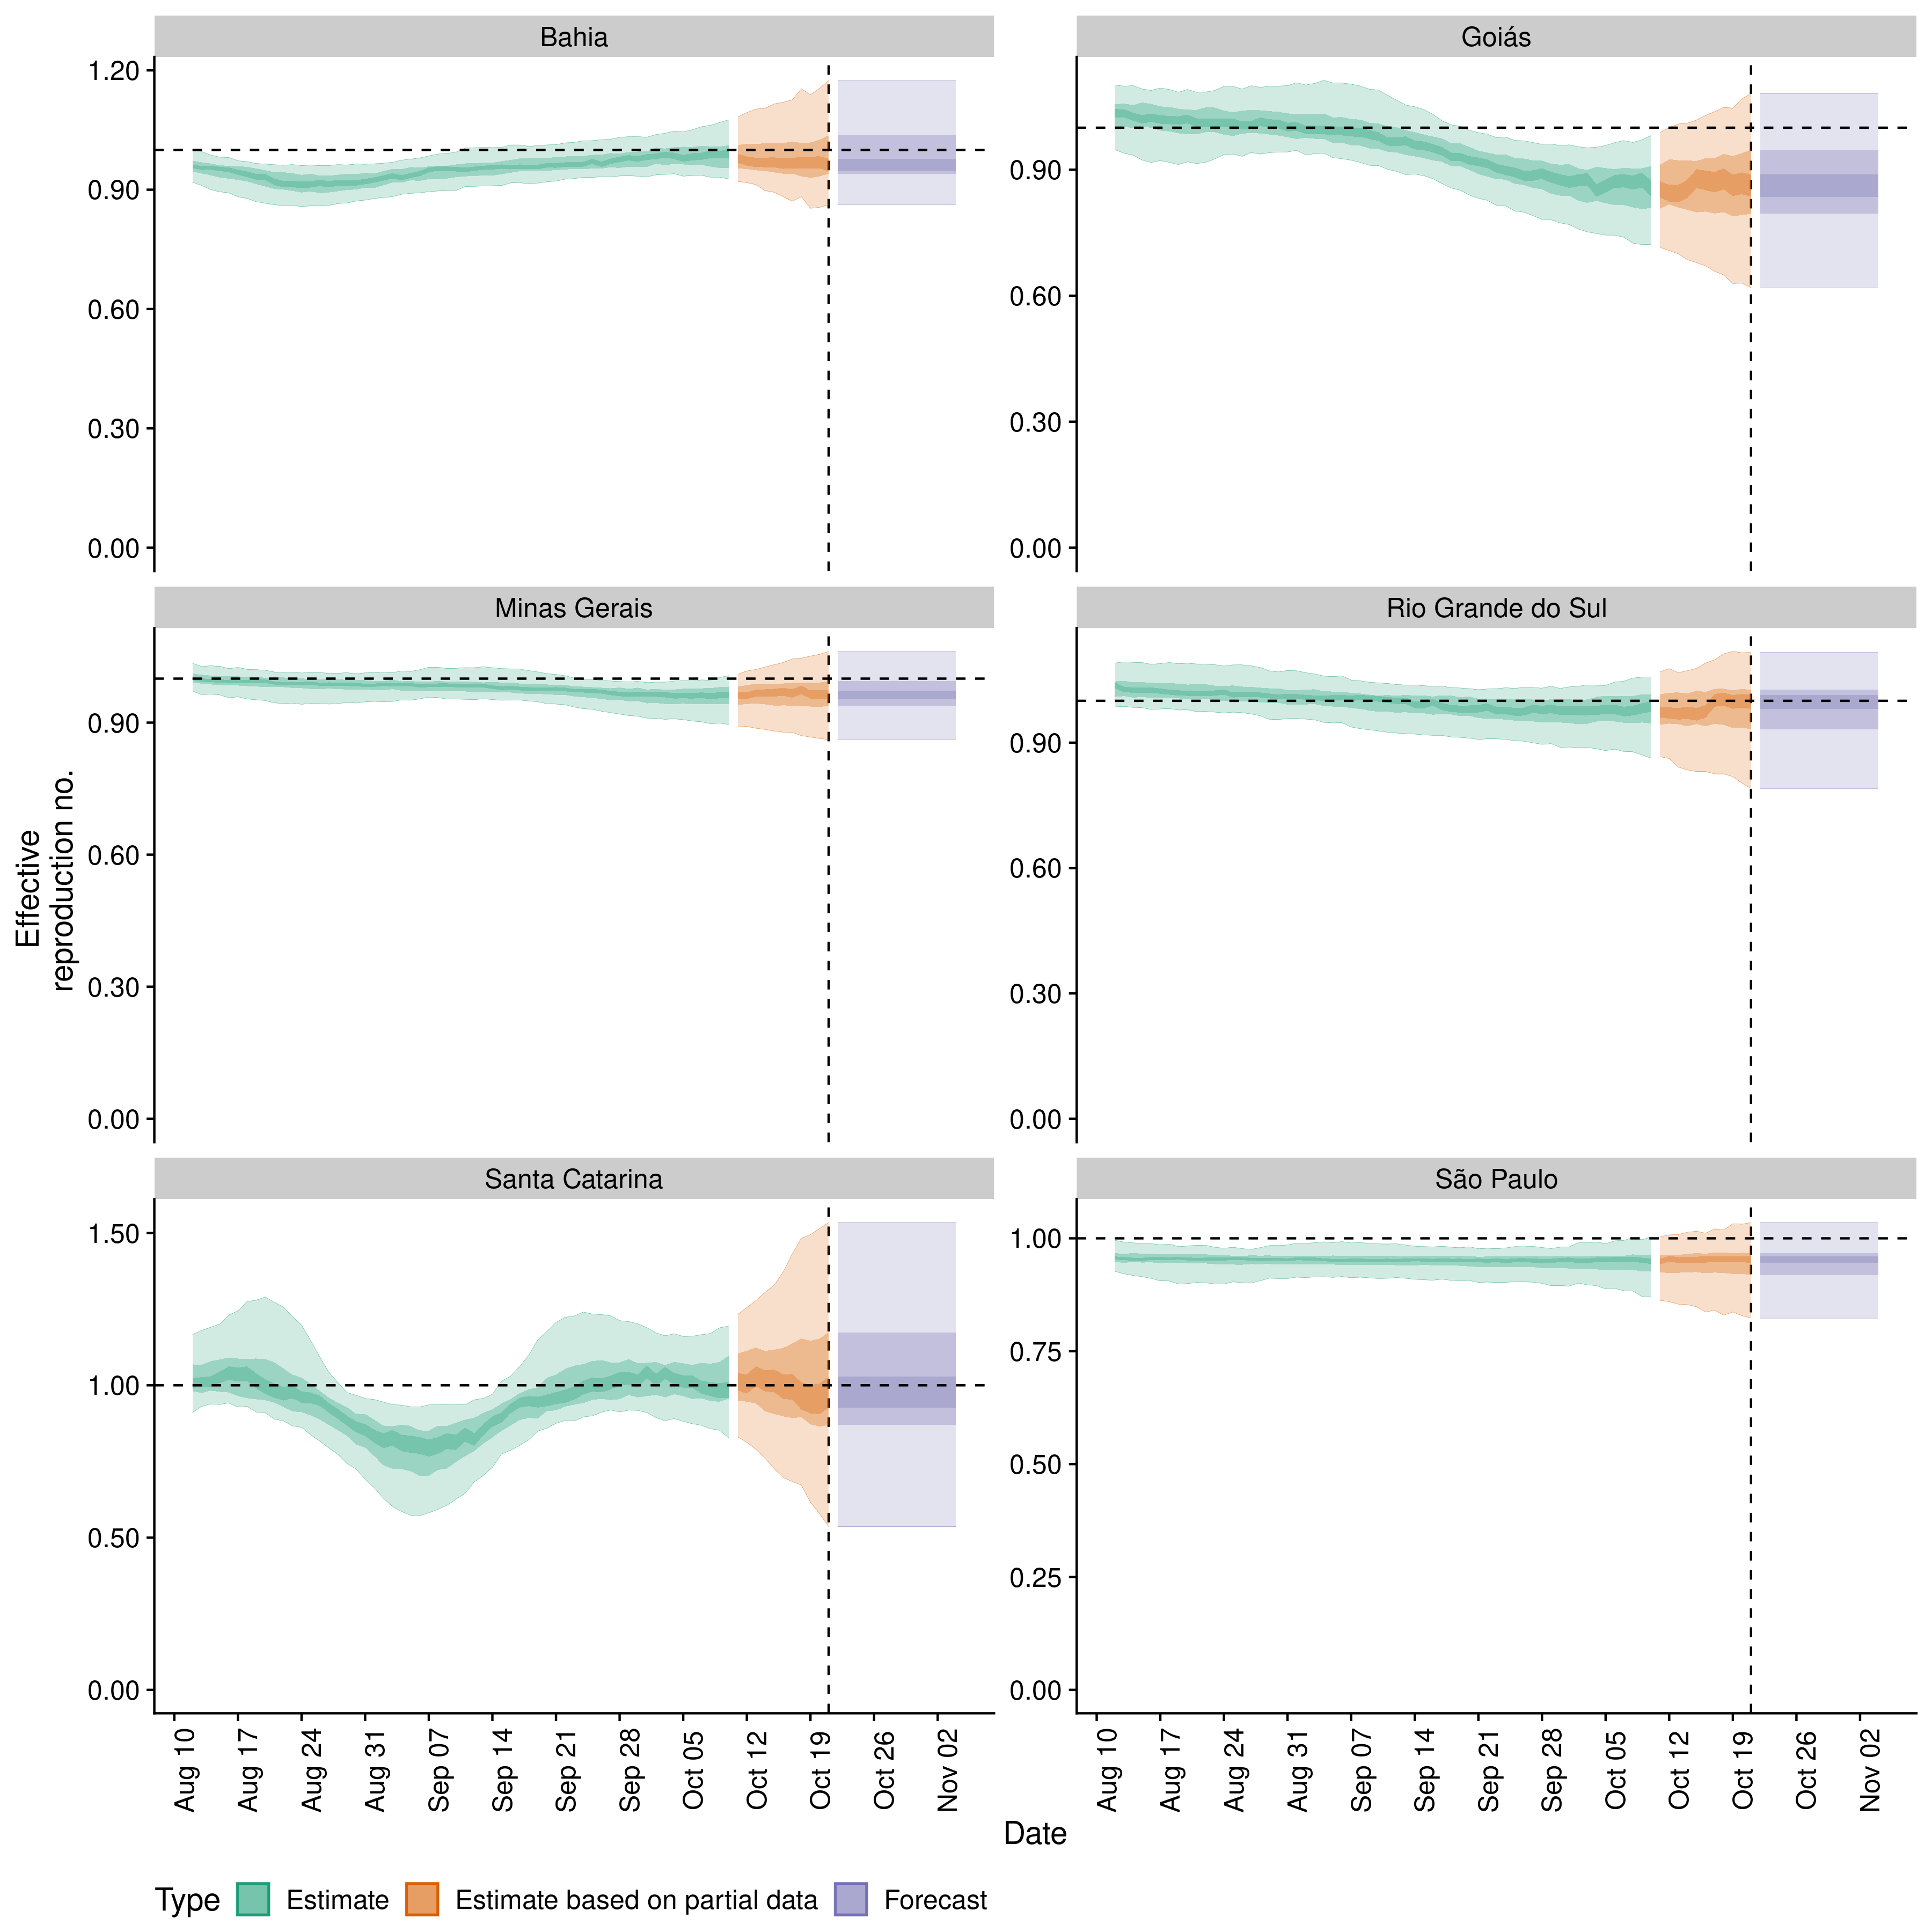 Bahia
Goiás
1.20
0.90
0.60
0.30
0.00
0.90
0.60
0.30
0.00
Minas Gerais
Rio Grande do Sul
0.90
0.60
0.30
0.00
0.90
0.60
0.30
0.00
Santa Catarina
São Paulo
1.50
1.00
0.50
0.00
1.00
0.75
0.50
0.25
0.00
Effective
reproduction no.
Aug 10
Aug 17
Aug 24
Aug 31
Sep 07
Sep 14
Sep 21
Sep 28
Oct 05
Oct 12
Oct 19
Oct 26
Nov 02
Aug 10
Aug 17
Aug 24
Aug 31
Sep 07
Sep 14
Sep 21
Sep 28
Oct 05
Oct 12
Oct 19
Oct 26
Nov 02
Date
Type Estimate Estimate based on partial data Forecast